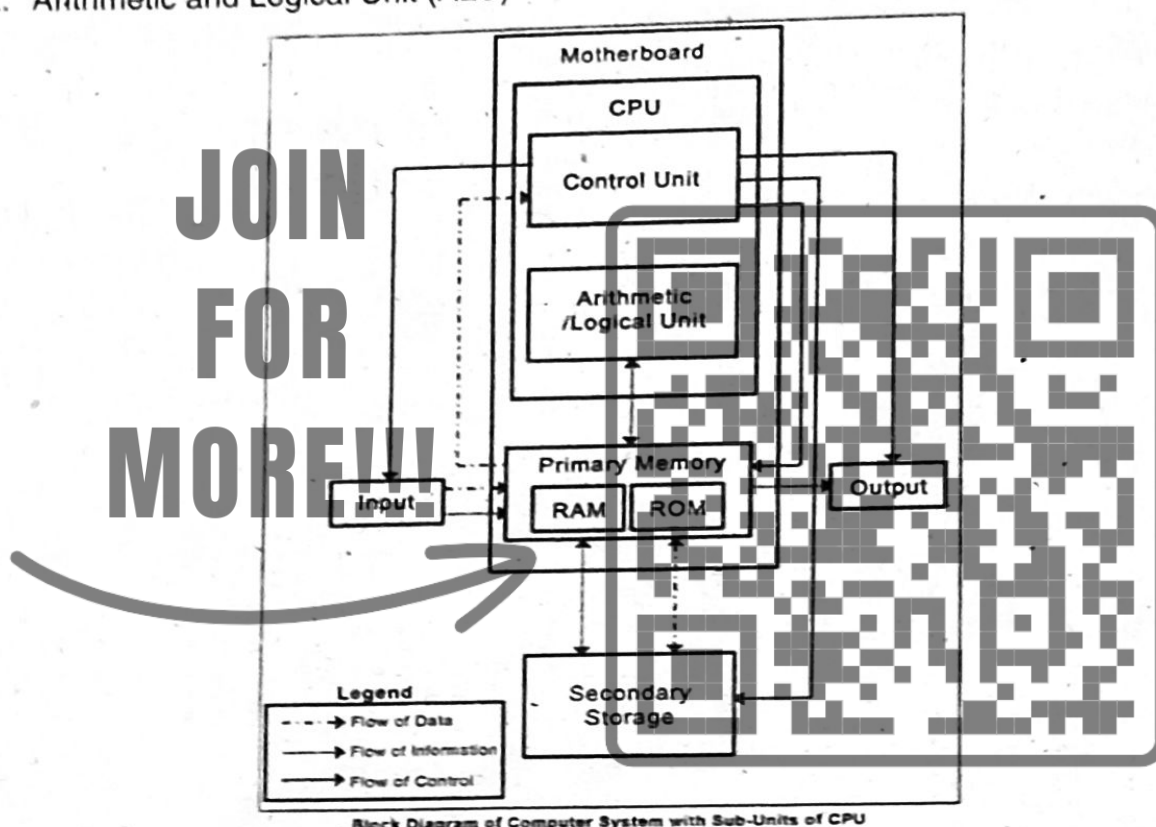 Arithmetic and Logical Unit
Motherboard
CPU
Control Unit
Arithmetic
/Logical Unit
JOIN
FOR
MORE!!!
Primary Memory
Input
RAM
ROM
Output
Secondary
Storage
Legend
Flow of Data
Flow of Information
Flow of Control
Block Diagram of Computer System with Sub-Units of CPU